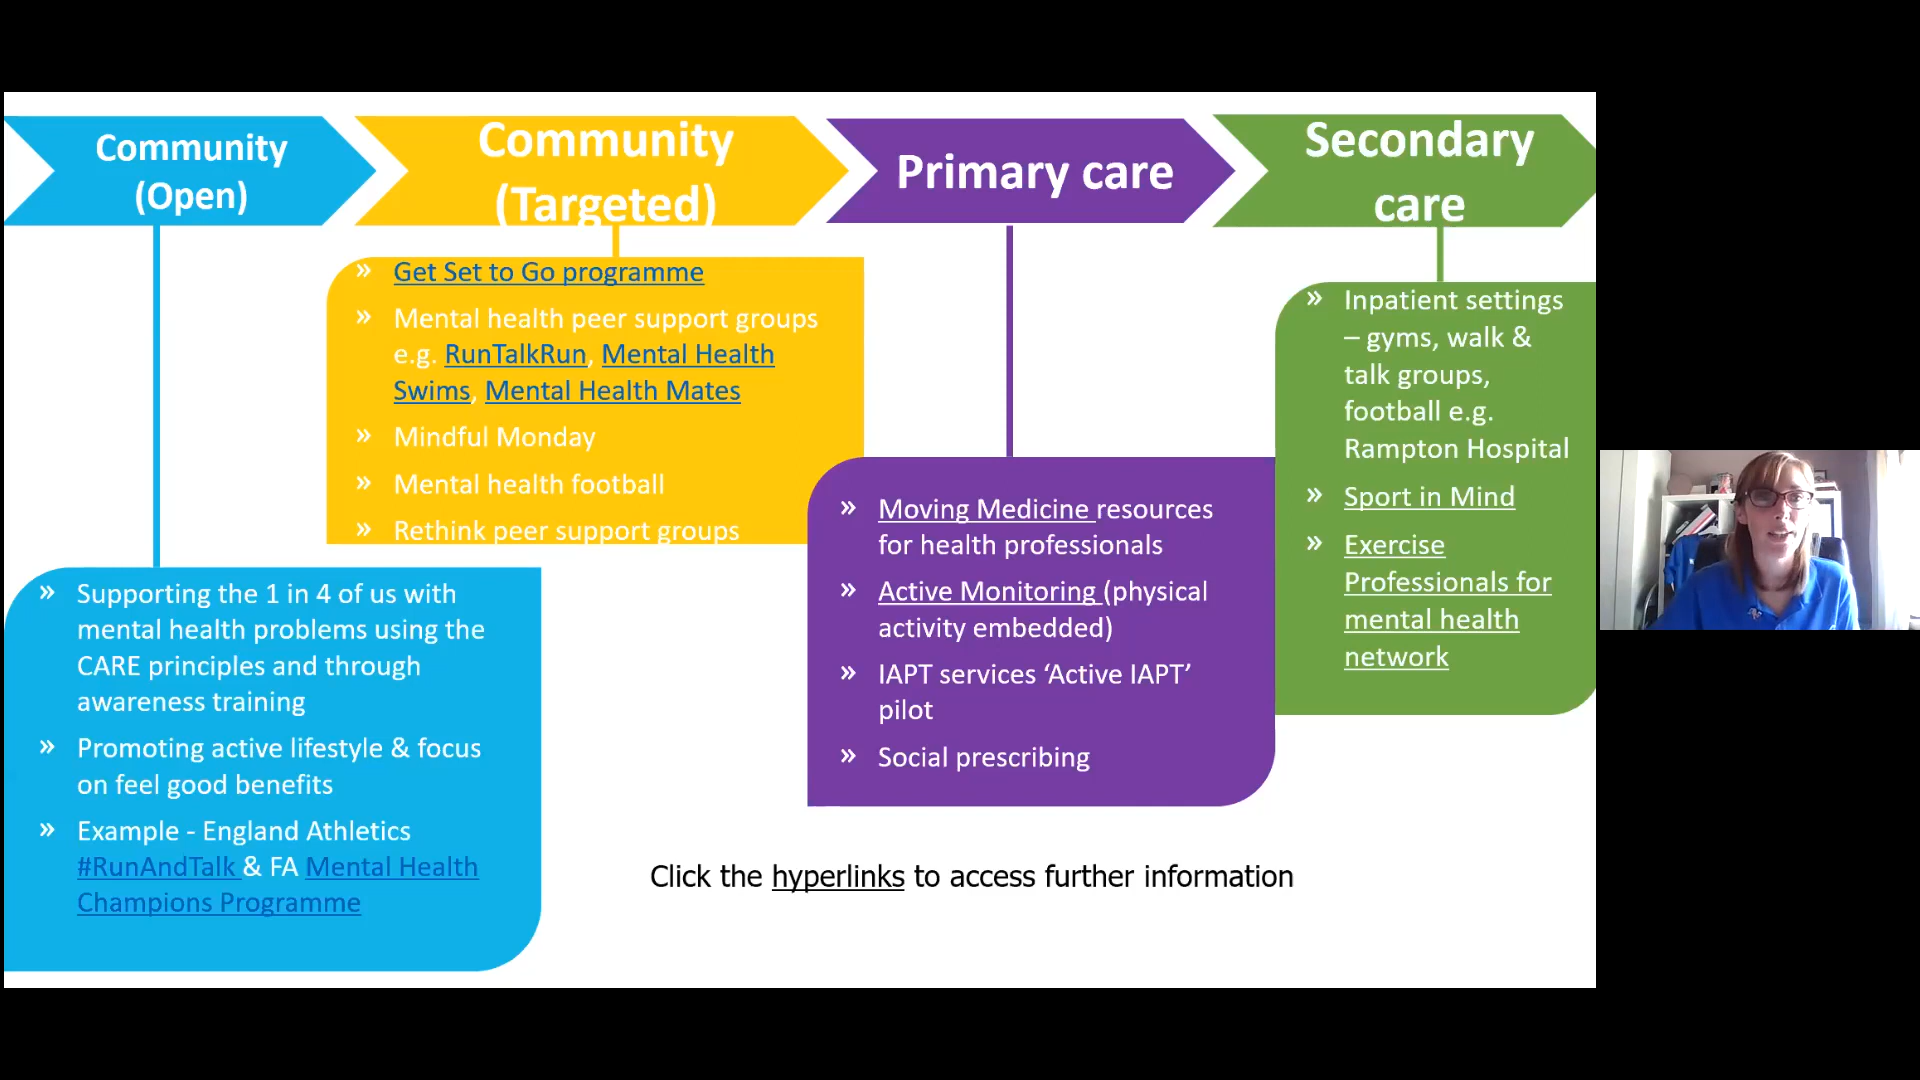 Community
(Open)
Community
(Targeted)
Primary care
Secondary
care
» Get Set to Go programme
» Mental health peer support groups
e.g. RunTalkRun, Mental Health
Swims, Mental Health Mates
» Mindful Monday
» Mental health football
» Rethink peer support groups
» Supporting the 1 in 4 of us with
mental health problems using the
CARE principles and through
awareness training
» Promoting active lifestyle & focus
on feel good benefits
» Example - England Athletics
#RunAndTalk & FA Mental Health
Champions Programme
» Moving Medicine resources
for health professionals
» Active Monitoring (physical
activity embedded)
» IAPT services ‘Active IAPT’
pilot
» Social prescribing
» Inpatient settings
– gyms, walk &
talk groups,
football e.g.
Rampton Hospital
» Sport in Mind
» Exercise
Professionals for
mental health
network
Click the hyperlinks to access further information